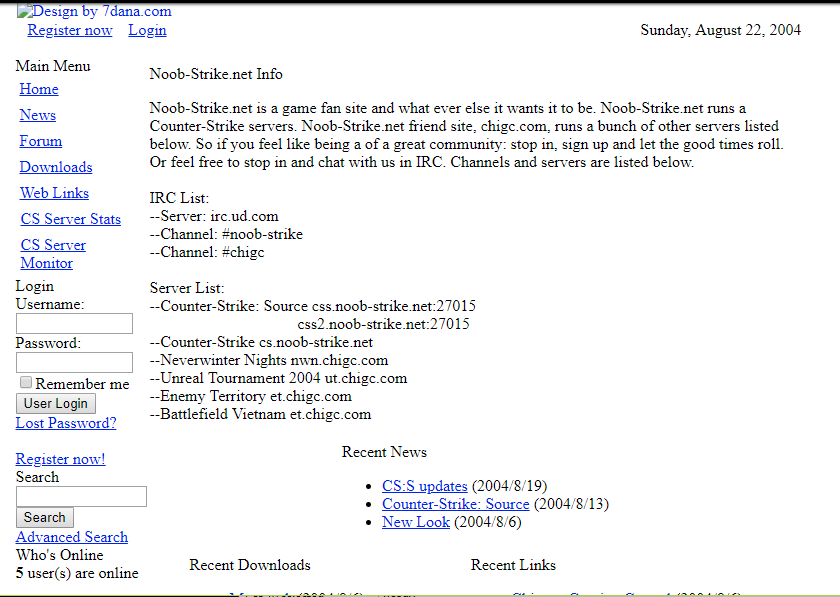 Design by 7dana.com
Register now Login
Sunday, August 22, 2004
Main Menu
Home
News
Forum
Downloads
Web Links
CS Server Stats
CS Server
Monitor
Login
Username:
Password:
Remember me
User Login
Lost Password?
Register now!
Search
Search
Advanced Search
Who's Online
5 user(s) are online
Noob-Strike.net Info
Noob-Strike.net is a game fan site and what ever else it wants it to be. Noob-Strike.net runs a
Counter-Strike servers. Noob-Strike.net friend site, chigc.com, runs a bunch of other servers listed
below. So if you feel like being a of a great community: stop in, sign up and let the good times roll.
Or feel free to stop in and chat with us in IRC. Channels and servers are listed below.
IRC List:
--Server: irc.ud.com
--Channel: #noob-strike
--Channel: #chigc
Server List:
--Counter-Strike: Source css.noob-strike.net:27015
css2.noob-strike.net:27015
--Counter-Strike cs.noob-strike.net
--Neverwinter Nights nwn.chigc.com
--Unreal Tournament 2004 ut.chigc.com
--Enemy Territory et.chigc.com
--Battlefield Vietnam et.chigc.com
Recent News
CS:S updates (2004/8/19)
Counter-Strike: Source (2004/8/13)
New Look (2004/8/6)
Recent Downloads
Recent Links